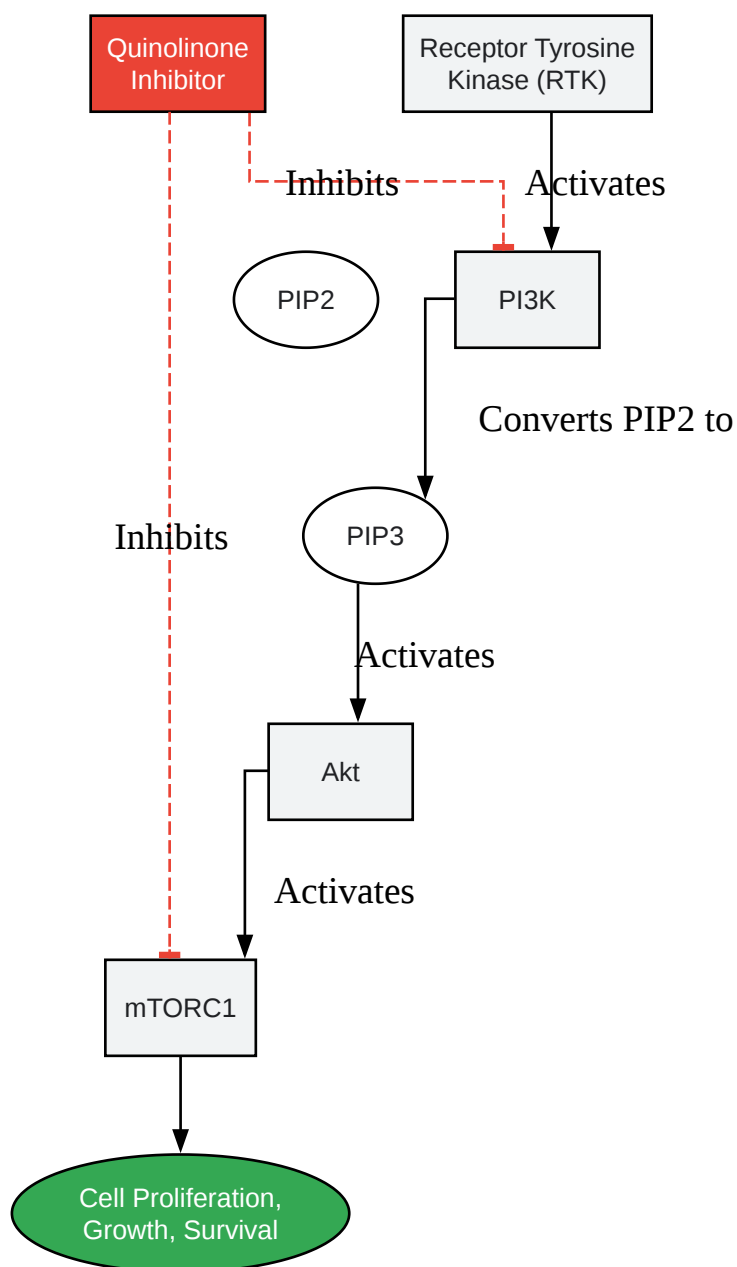 Quinolinone
Inhibitor
Receptor Tyrosine
Kinase (RTK)
Inhibits
Activates
PIP2
PI3K
Converts PIP2 to
Inhibits
PIP3
Activates
Akt
Activates
mTORC1
Cell Proliferation,
Growth, Survival